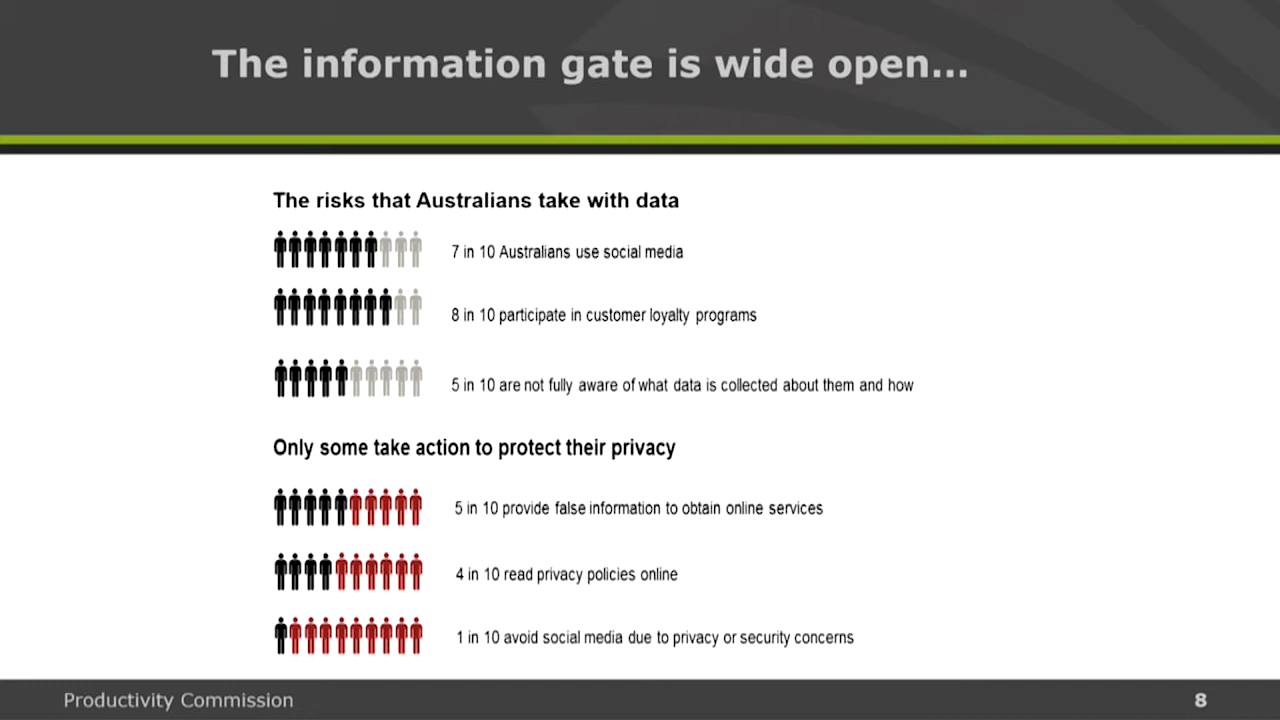 The information gate is wide open...
The risks that Australians take with data
7 in 10 Australians use social media
8 in 10 participate in customer loyalty programs
5 in 10 are not fully aware of what data is collected about them and how
Only some take action to protect their privacy
5 in 10 provide false information to obtain online services
4 in 10 read privacy policies online
1 in 10 avoid social media due to privacy or security concerns
Productivity Commission
8